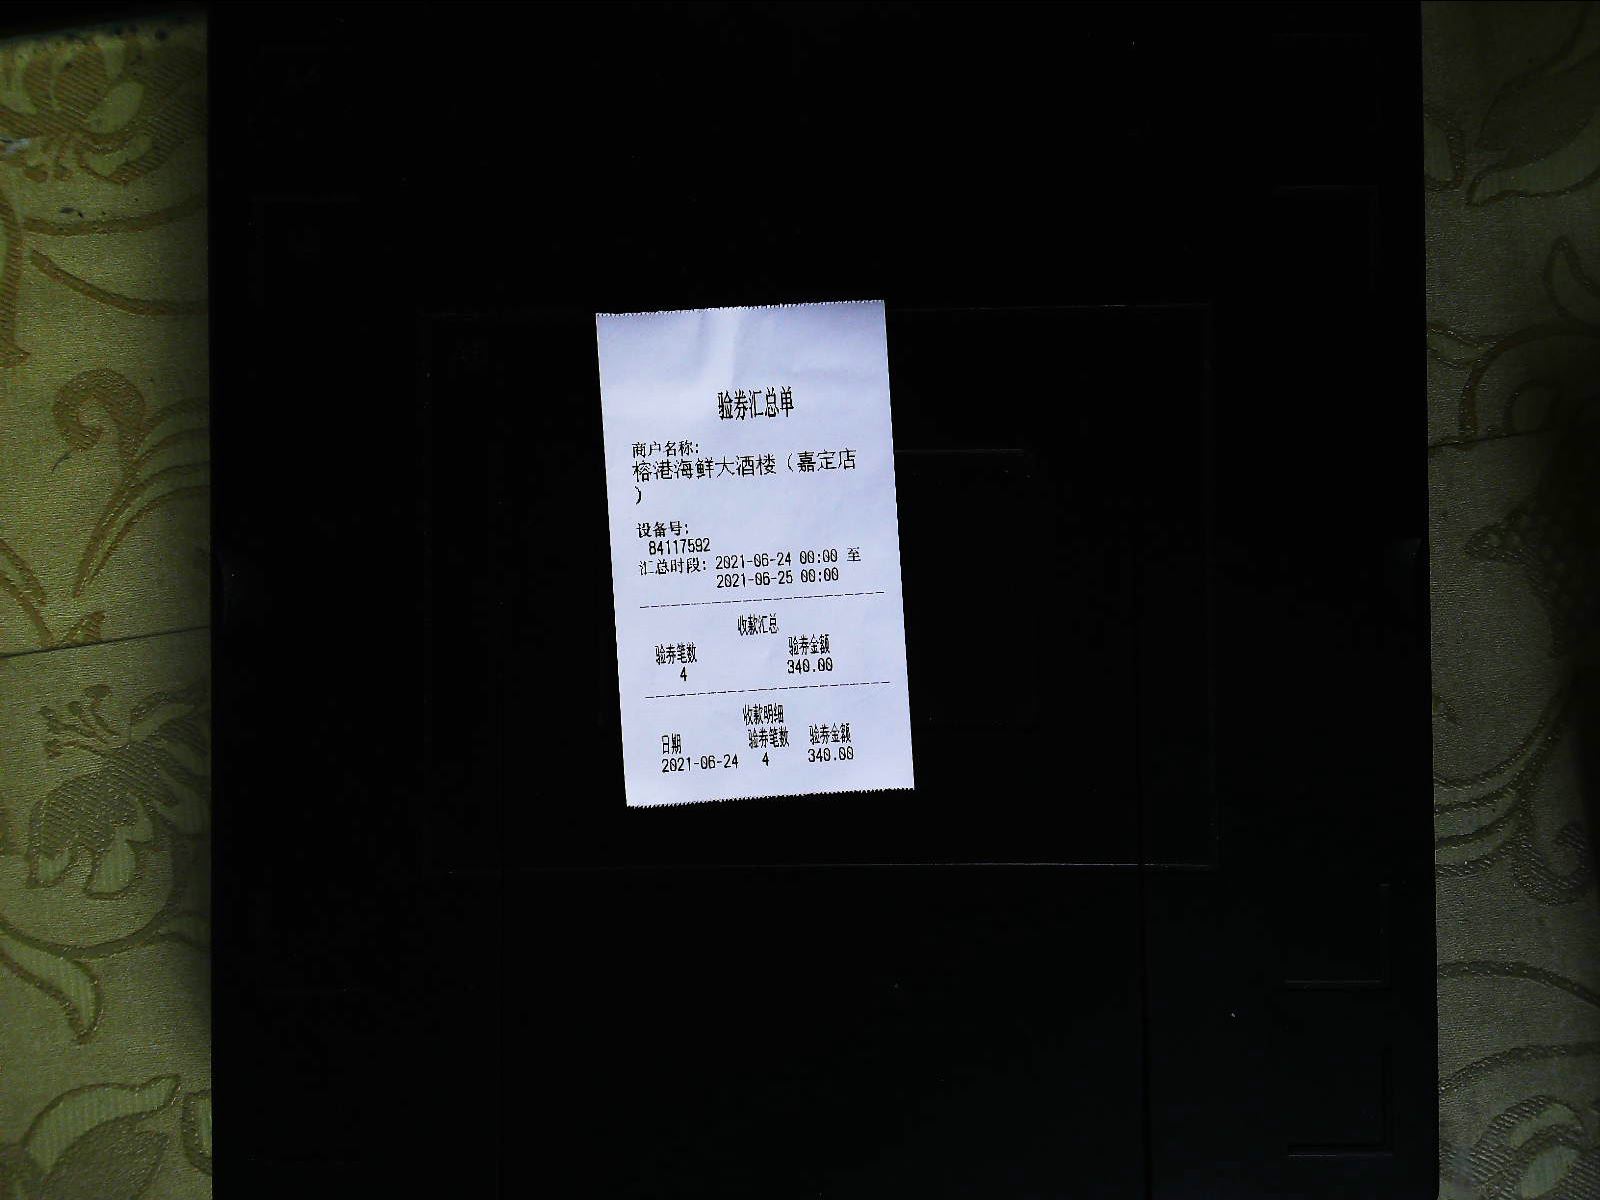 验券汇总单
商户名称:
榕港海鲜大酒楼（嘉定店
）
设备号:
84117592
汇总时段: 2021-06-24 00:00 至
2021-06-25 00:00
收款汇总
验券笔数 验券金额
4 340.00
收款明细
日期 验券笔数 验券金额
2021-06-24 4 340.00